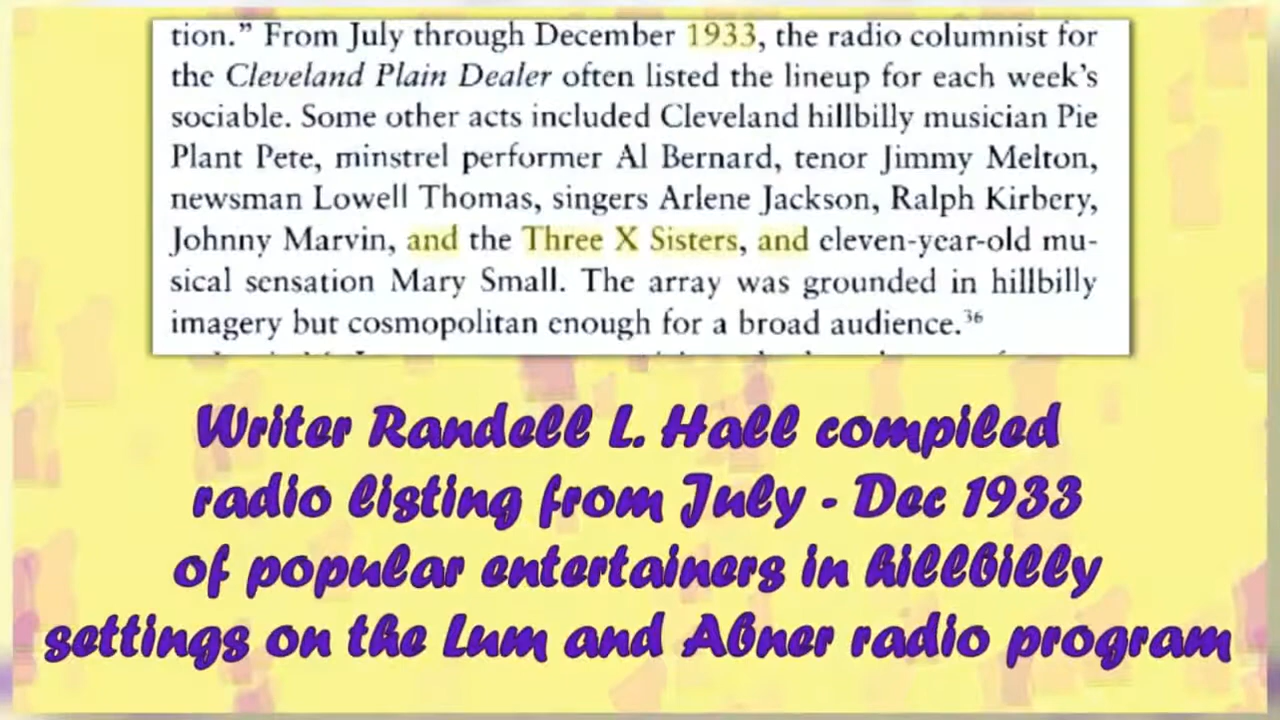 tion.” From July through December 1933, the radio columnist for
the Cleveland Plain Dealer often listed the lineup for each week’s
sociable. Some other acts included Cleveland hillbilly musician Pie
Plant Pete, minstrel performer Al Bernard, tenor Jimmy Melton,
newsman Lowell Thomas, singers Arlene Jackson, Ralph Kirbery,
Johnny Marvin, and the Three X Sisters, and eleven-year-old mu-
sical sensation Mary Small. The array was grounded in hillbilly
imagery but cosmopolitan enough for a broad audience.36
Writer Randell L. Hall compiled
radio listing from July - Dec 1933
of popular entertainers in hillbilly
settings on the Lum and Abner radio program